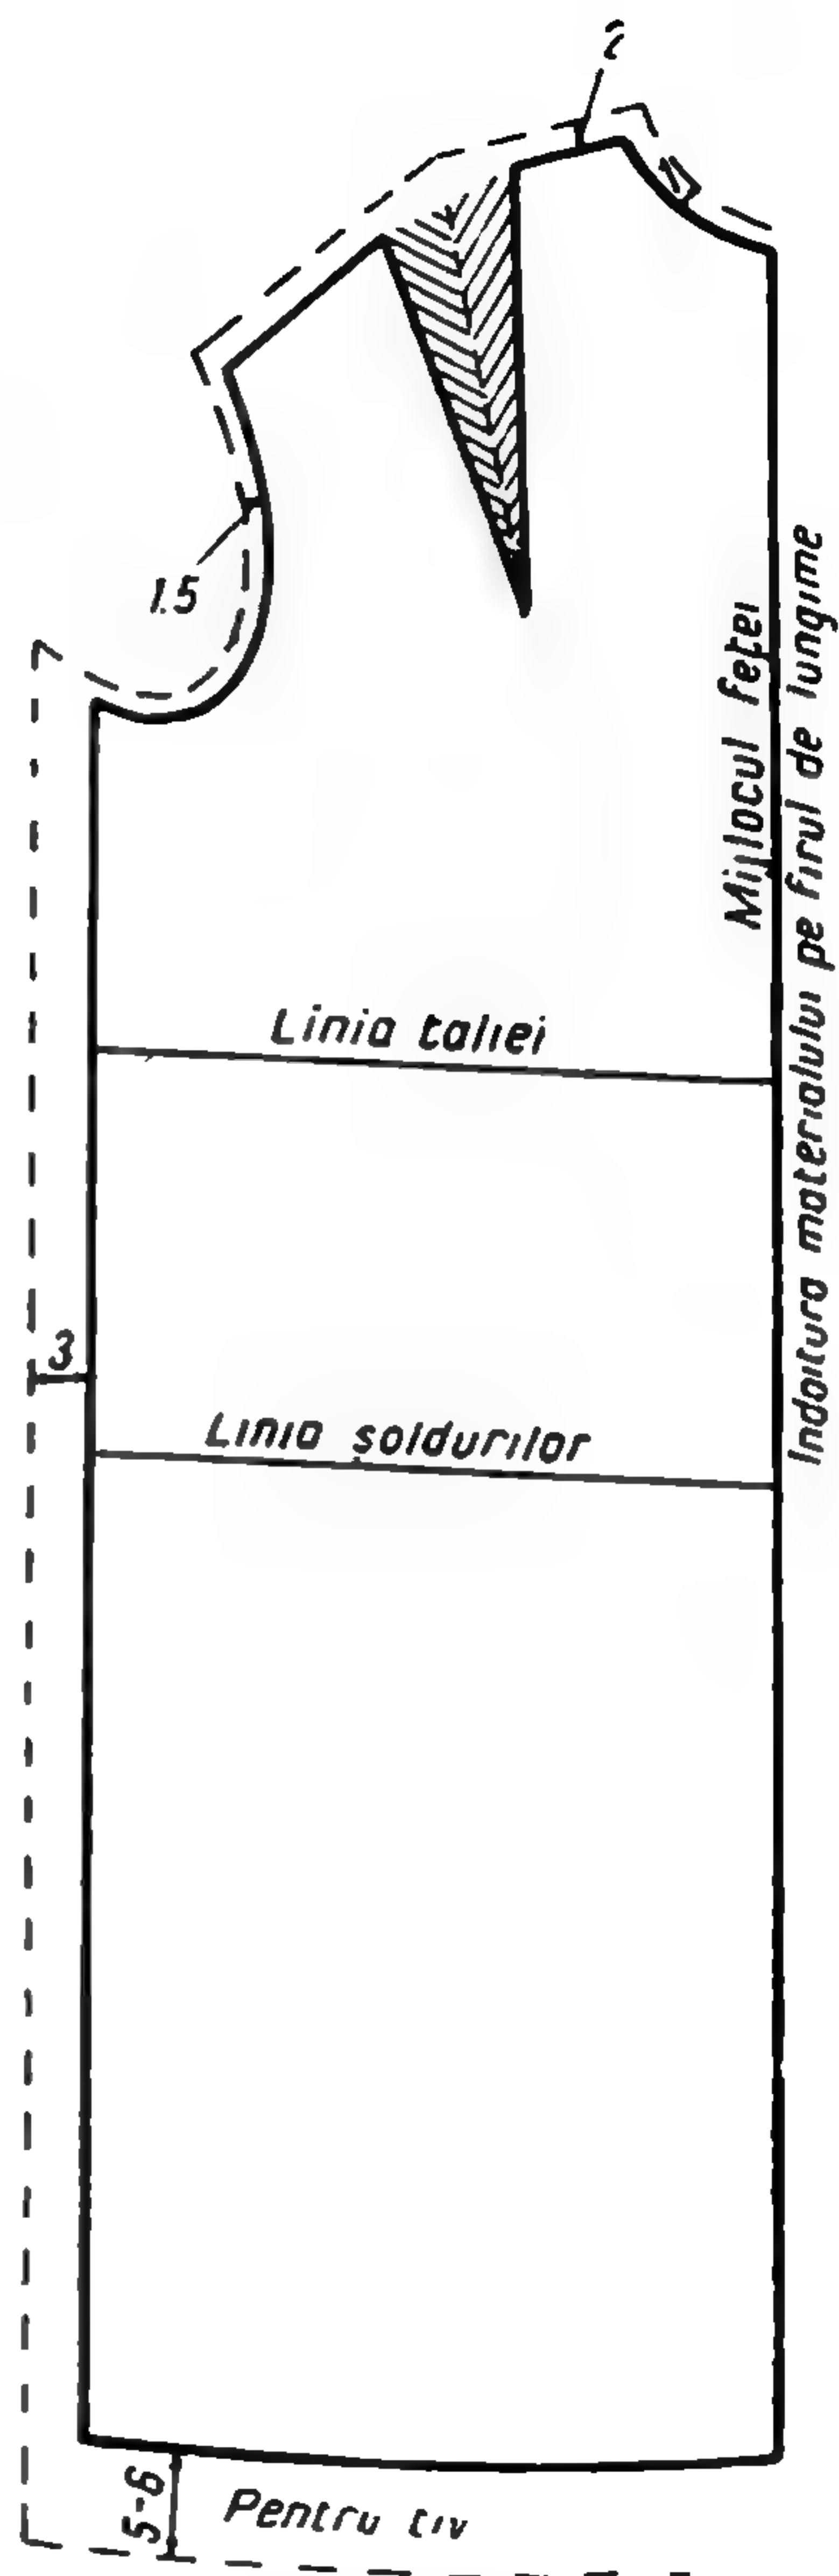 2
1.5
Mijlocul feței
Indoitura materialului pe firul de lungime
Linia taliei
3
Linia șoldurilor
5-6
Pentru tiv